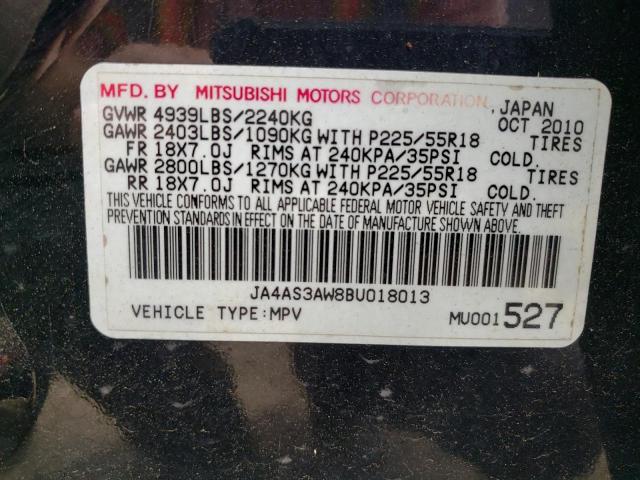 MFD. BY MITSUBISHI MOTORS CORPORATION, JAPAN
GVWR 4939LBS/2240KG OCT 2010
GAWR 2403LBS/1090KG WITH P225/55R18 TIRES
FR 18X7.0J RIMS AT 240KPA/35PSI COLD.
GAWR 2800LBS/1270KG WITH P225/55R18 TIRES
RR 18X7.0J RIMS AT 240KPA/35PSI COLD.
THIS VEHICLE CONFORMS TO ALL APPLICABLE FEDERAL MOTOR VEHICLE SAFETY AND THEFT
PREVENTION STANDARDS IN EFFECT ON THE DATE OF MANUFACTURE SHOWN ABOVE.
JA4AS3AW8BU018013
VEHICLE TYPE:MPV MU001527